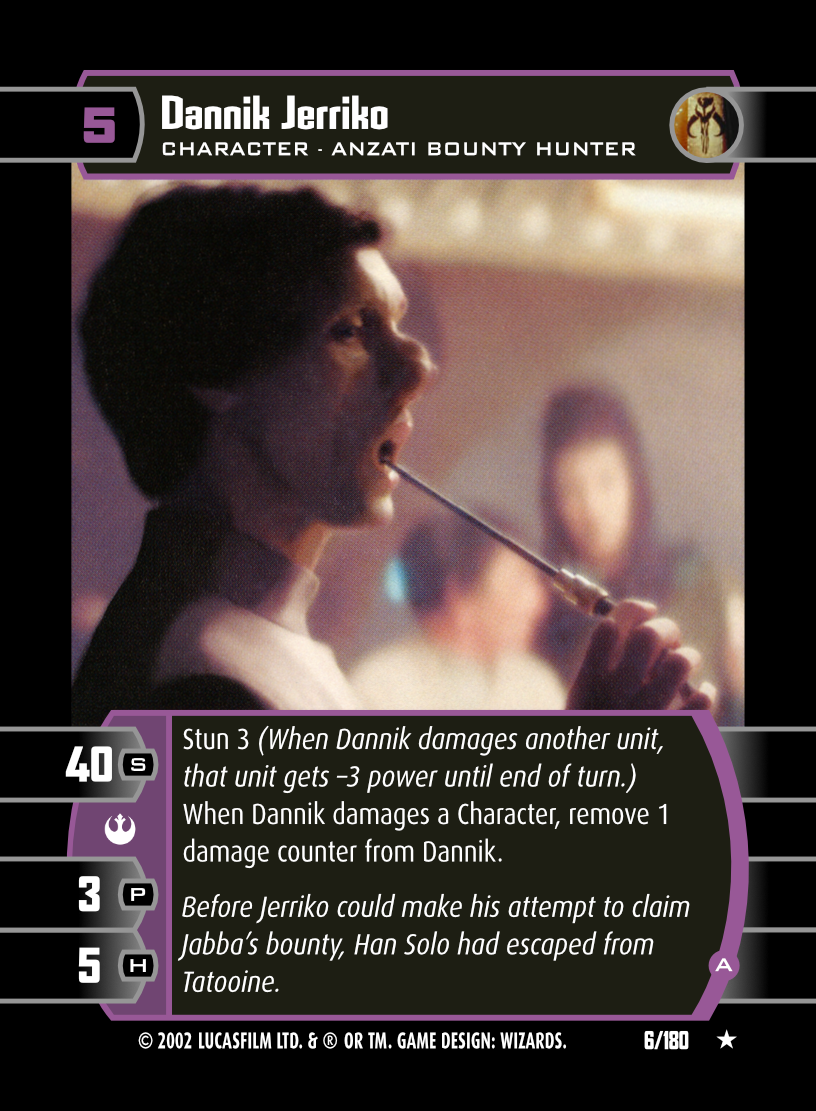 5
Dannik Jerriko
CHARACTER - ANZATI BOUNTY HUNTER
40 S
3 P
5 H
Stun 3 (When Dannik damages another unit,
that unit gets –3 power until end of turn.)
When Dannik damages a Character, remove 1
damage counter from Dannik.
Before Jerriko could make his attempt to claim
Jabba's bounty, Han Solo had escaped from
Tatooine.
A
© 2002 LUCASFILM LTD. & ® OR TM. GAME DESIGN: WIZARDS.
6/180 ★